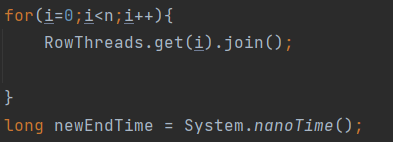 for(i=0;i<n;i++){
RowThreads.get(i).join();
}
long newEndTime = System.nanoTime();